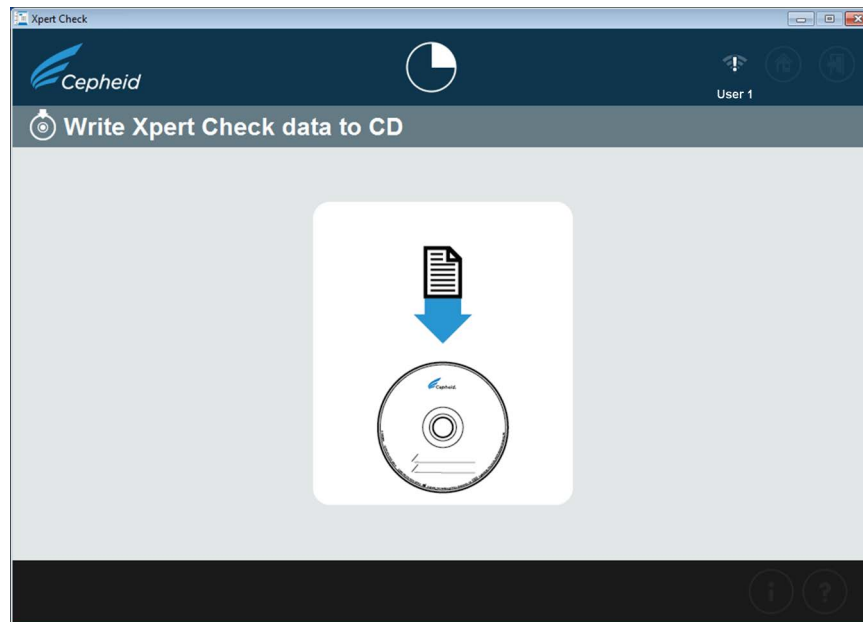 Xpert Check
Cepheid
User 1
Write Xpert Check data to CD
Cepheid.